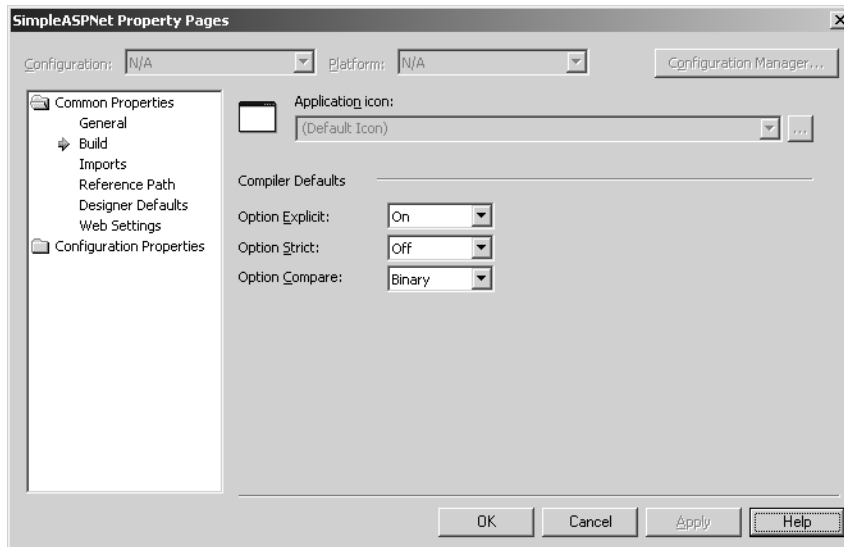 SimpleASPNet Property Pages
Configuration: N/A Platform: N/A Configuration Manager...
Common Properties
General
Build
Imports
Reference Path
Designer Defaults
Web Settings
Configuration Properties
Application icon:
(Default Icon) ...
Compiler Defaults
Option Explicit: On
Option Strict: Off
Option Compare: Binary
OK Cancel Apply Help